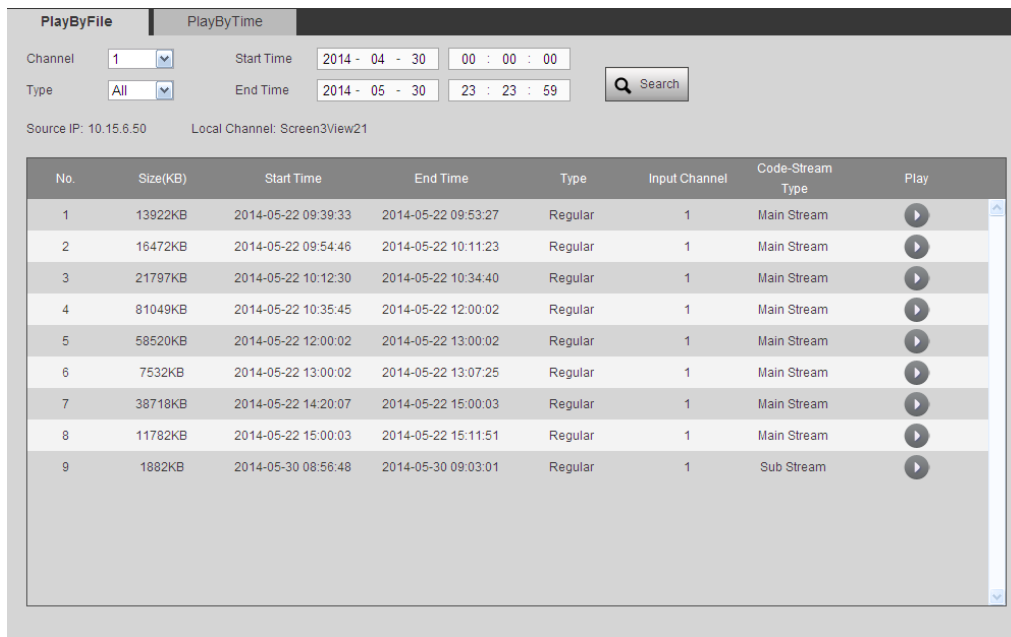 PlayByFile PlayByTime
Channel 1 Start Time 2014 - 04 - 30 00 : 00 : 00
Type All End Time 2014 - 05 - 30 23 : 23 : 59 Search
Source IP: 10.15.6.50 Local Channel: Screen3View21
No. Size(KB) Start Time End Time Type Input Channel Code-Stream Type Play
1 13922KB 2014-05-22 09:39:33 2014-05-22 09:53:27 Regular 1 Main Stream
2 16472KB 2014-05-22 09:54:46 2014-05-22 10:11:23 Regular 1 Main Stream
3 21797KB 2014-05-22 10:12:30 2014-05-22 10:34:40 Regular 1 Main Stream
4 81049KB 2014-05-22 10:35:45 2014-05-22 12:00:02 Regular 1 Main Stream
5 58520KB 2014-05-22 12:00:02 2014-05-22 13:00:02 Regular 1 Main Stream
6 7532KB 2014-05-22 13:00:02 2014-05-22 13:07:25 Regular 1 Main Stream
7 38718KB 2014-05-22 14:20:07 2014-05-22 15:00:03 Regular 1 Main Stream
8 11782KB 2014-05-22 15:00:03 2014-05-22 15:11:51 Regular 1 Main Stream
9 1882KB 2014-05-30 08:56:48 2014-05-30 09:03:01 Regular 1 Sub Stream